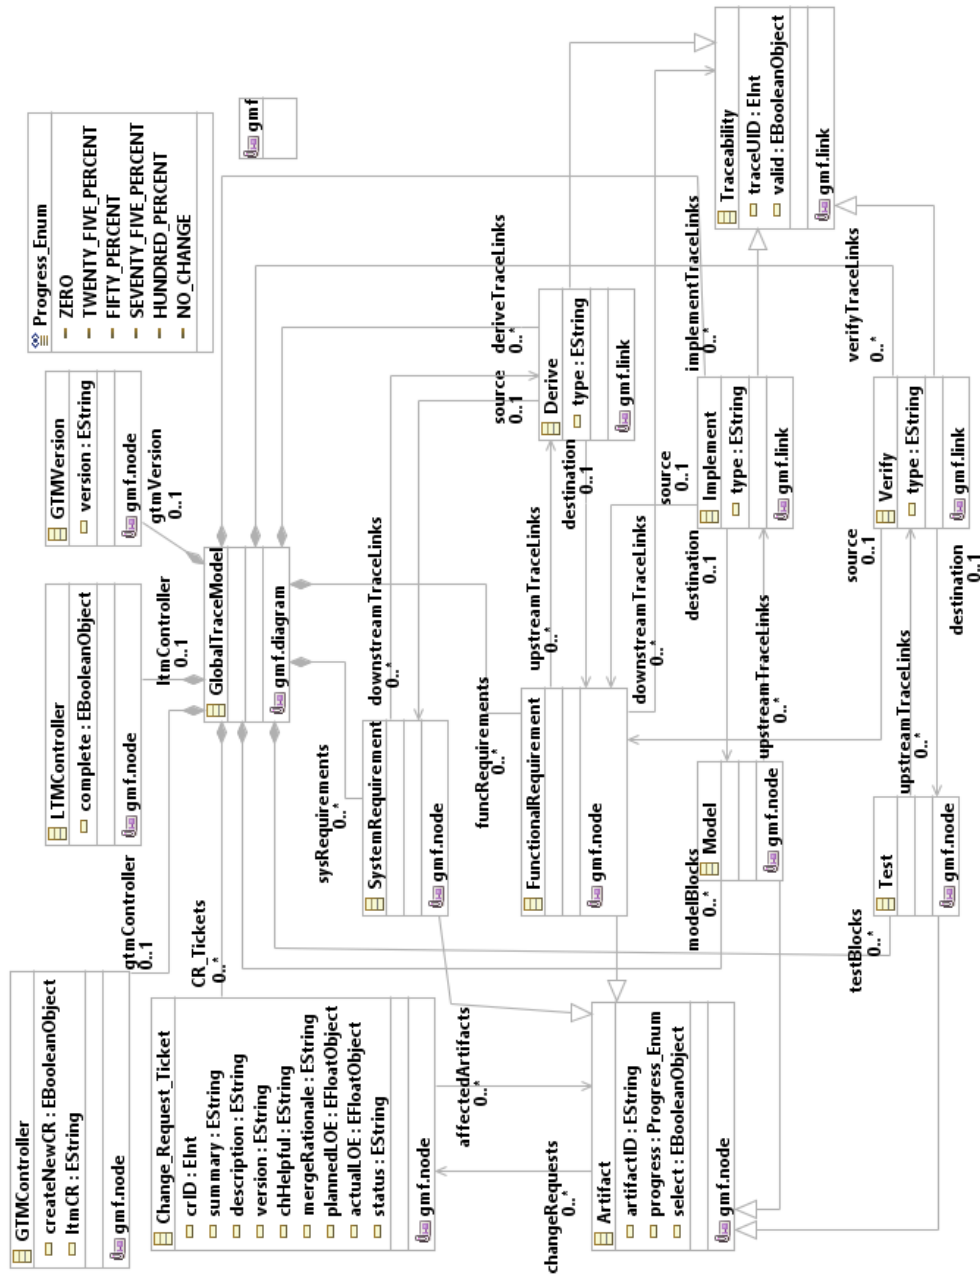 GTMController
createNewCR : EBooleanObject
ltmCR : EString
gmf.node
LTMController
complete : EBooleanObject
gmf.node
GTMVersion
version : EString
gmf.node
Progress_Enum
ZERO
TWENTY_FIVE_PERCENT
FIFTY_PERCENT
SEVENTY_FIVE_PERCENT
HUNDRED_PERCENT
NO_CHANGE
gmf
gtmController
0..1
ltmController
0..1
gtmVersion
0..1
GlobalTraceModel
gmf.diagram
CR_Tickets
0..*
Change_Request_Ticket
crID : EInt
summary : EString
description : EString
version : EString
chHelpful : EString
mergeRationale : EString
plannedLOE : EFloatObject
actualLOE : EFloatObject
status : EString
gmf.node
sysRequirements
0..*
SystemRequirement
gmf.node
downstreamTraceLinks
0..*
source
0..1
deriveTraceLinks
0..*
affectedArtifacts
0..*
funcRequirements
0..*
FunctionalRequirement
gmf.node
upstreamTraceLinks
0..*
Derive
type : EString
gmf.link
destination
0..1
changeRequests
0..*
Artifact
artifactID : EString
progress : Progress_Enum
select : EBooleanObject
gmf.node
modelBlocks
0..*
Model
gmf.node
downstreamTraceLinks
0..*
source
0..1
destination
0..1
Implement
type : EString
gmf.link
implementTraceLinks
0..*
Traceability
traceUID : EInt
valid : EBooleanObject
gmf.link
upstreamTraceLinks
0..*
testBlocks
0..*
Test
gmf.node
upstreamTraceLinks
0..*
source
0..1
destination
0..1
Verify
type : EString
gmf.link
verifyTraceLinks
0..*